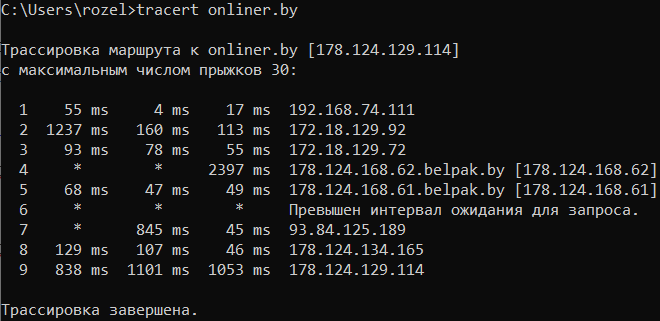 C:\Users\rozel>tracert onliner.by
Трассировка маршрута к onliner.by [178.124.129.114]
с максимальным числом прыжков 30:
1 55 ms 4 ms 17 ms 192.168.74.111
2 1237 ms 160 ms 113 ms 172.18.129.92
3 93 ms 78 ms 55 ms 172.18.129.72
4 * * 2397 ms 178.124.168.62.belpak.by [178.124.168.62]
5 68 ms 47 ms 49 ms 178.124.168.61.belpak.by [178.124.168.61]
6 * * * Превышен интервал ожидания для запроса.
7 * 845 ms 45 ms 93.84.125.189
8 129 ms 107 ms 46 ms 178.124.134.165
9 838 ms 1101 ms 1053 ms 178.124.129.114
Трассировка завершена.